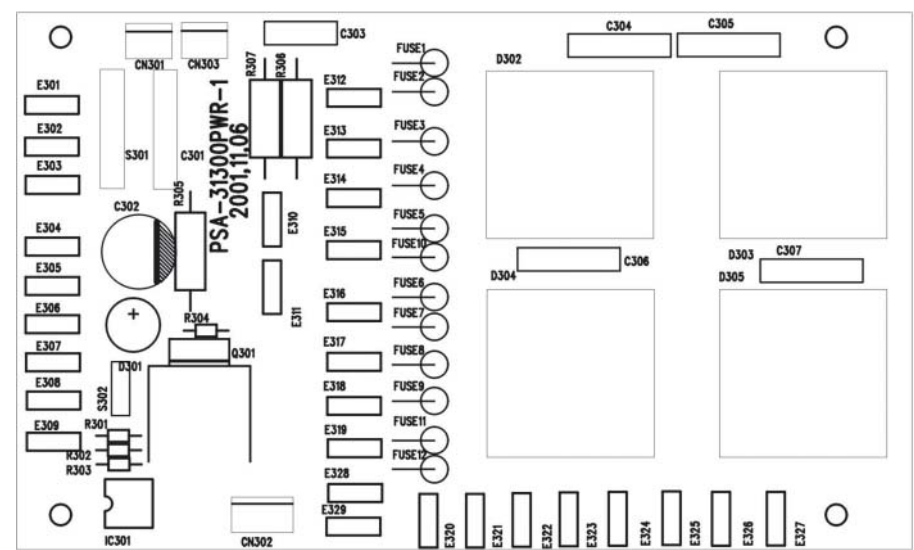 C303
C304
C305
CN301
CN303
R307
R306
FUSE1
D302
E301
E312
FUSE2
E302
E313
FUSE3
S301
C301
PSA-31300PWR-1
2001,11,06
E303
E314
FUSE4
R305
C302
E310
E304
E315
FUSE5
FUSE10
D303
C307
E305
C306
D304
D305
E306
E316
FUSE6
R304
E311
FUSE7
+
E307
D301
Q301
E317
FUSE8
E308
S302
E318
FUSE9
E309
R301
E319
FUSE11
R302
R303
FUSE12
E328
IC301
CN302
E329
E320
E321
E322
E323
E324
E325
E326
E327